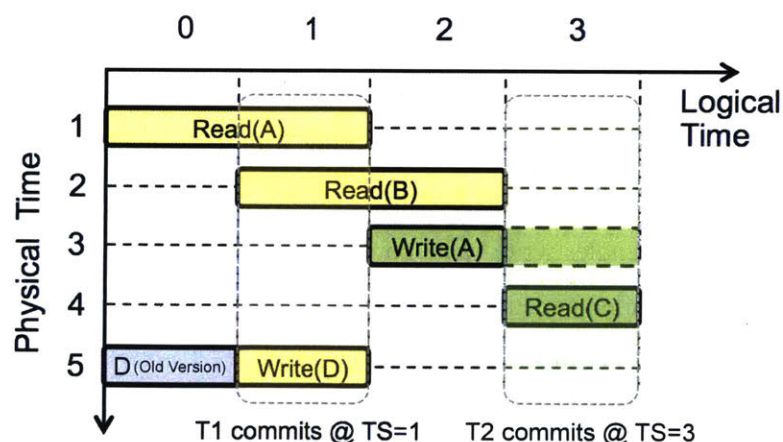 0 1 2 3
Logical
Time
1 Read(A)
2 Read(B)
3 Write(A)
4 Read(C)
5 D (Old Version) Write(D)
Physical Time
T1 commits @ TS=1 T2 commits @ TS=3